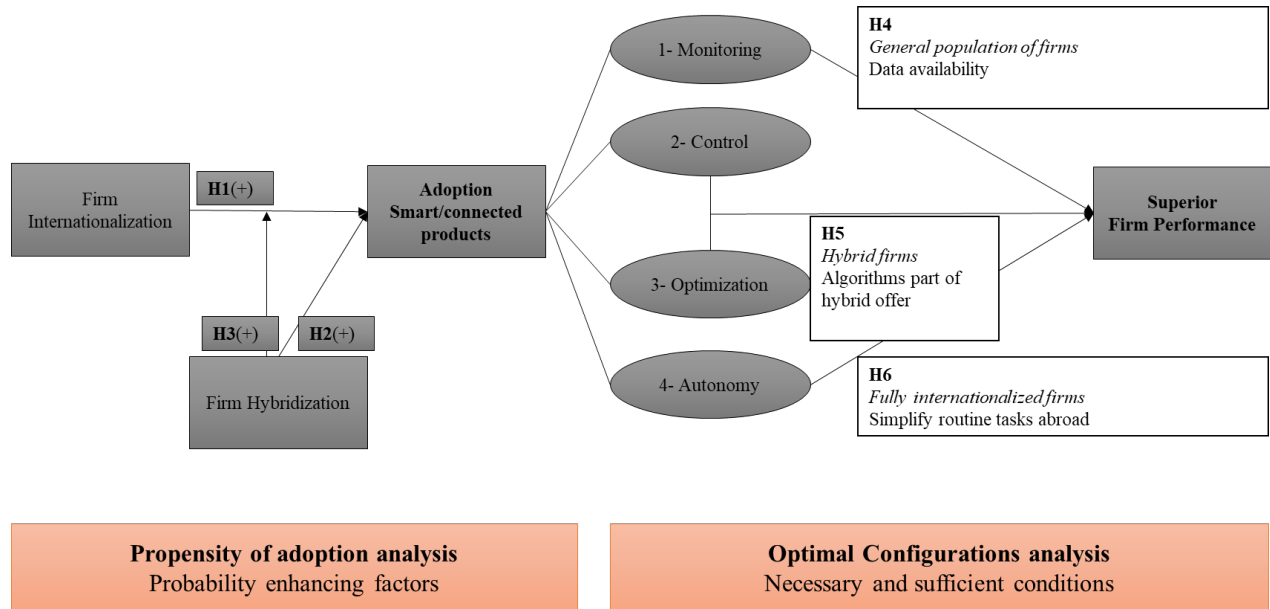 1- Monitoring
H4
General population of firms
Data availability
2- Control
Firm
Internationalization
H1(+)
Adoption
Smart/connected
products
Superior
Firm Performance
H5
Hybrid firms
Algorithms part of
hybrid offer
3- Optimization
H3(+)
H2(+)
Firm Hybridization
4- Autonomy
H6
Fully internationalized firms
Simplify routine tasks abroad
Propensity of adoption analysis
Probability enhancing factors
Optimal Configurations analysis
Necessary and sufficient conditions